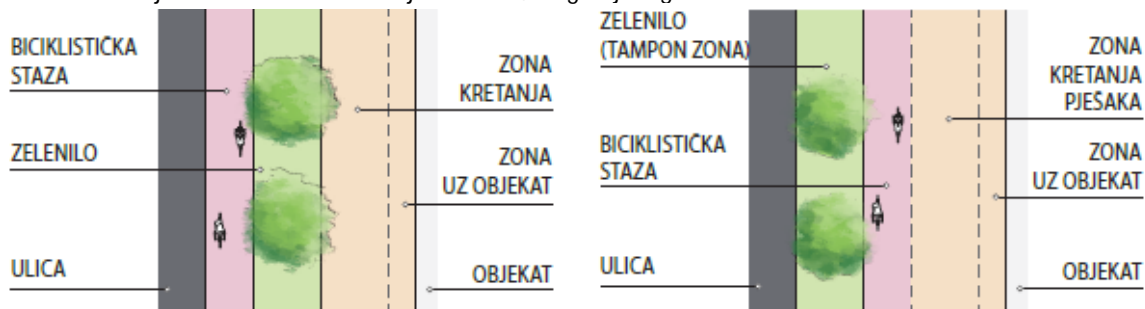 BICIKLISTIČKA
STAZA
ZELENILO
ULICA
ZONA
KRETANJA
ZONA
UZ OBJEKAT
OBJEKAT
ZELENILO
(TAMPON ZONA)
BICIKLISTIČKA
STAZA
ULICA
ZONA
KRETANJA
PJEŠAKA
ZONA
UZ OBJEKAT
OBJEKAT